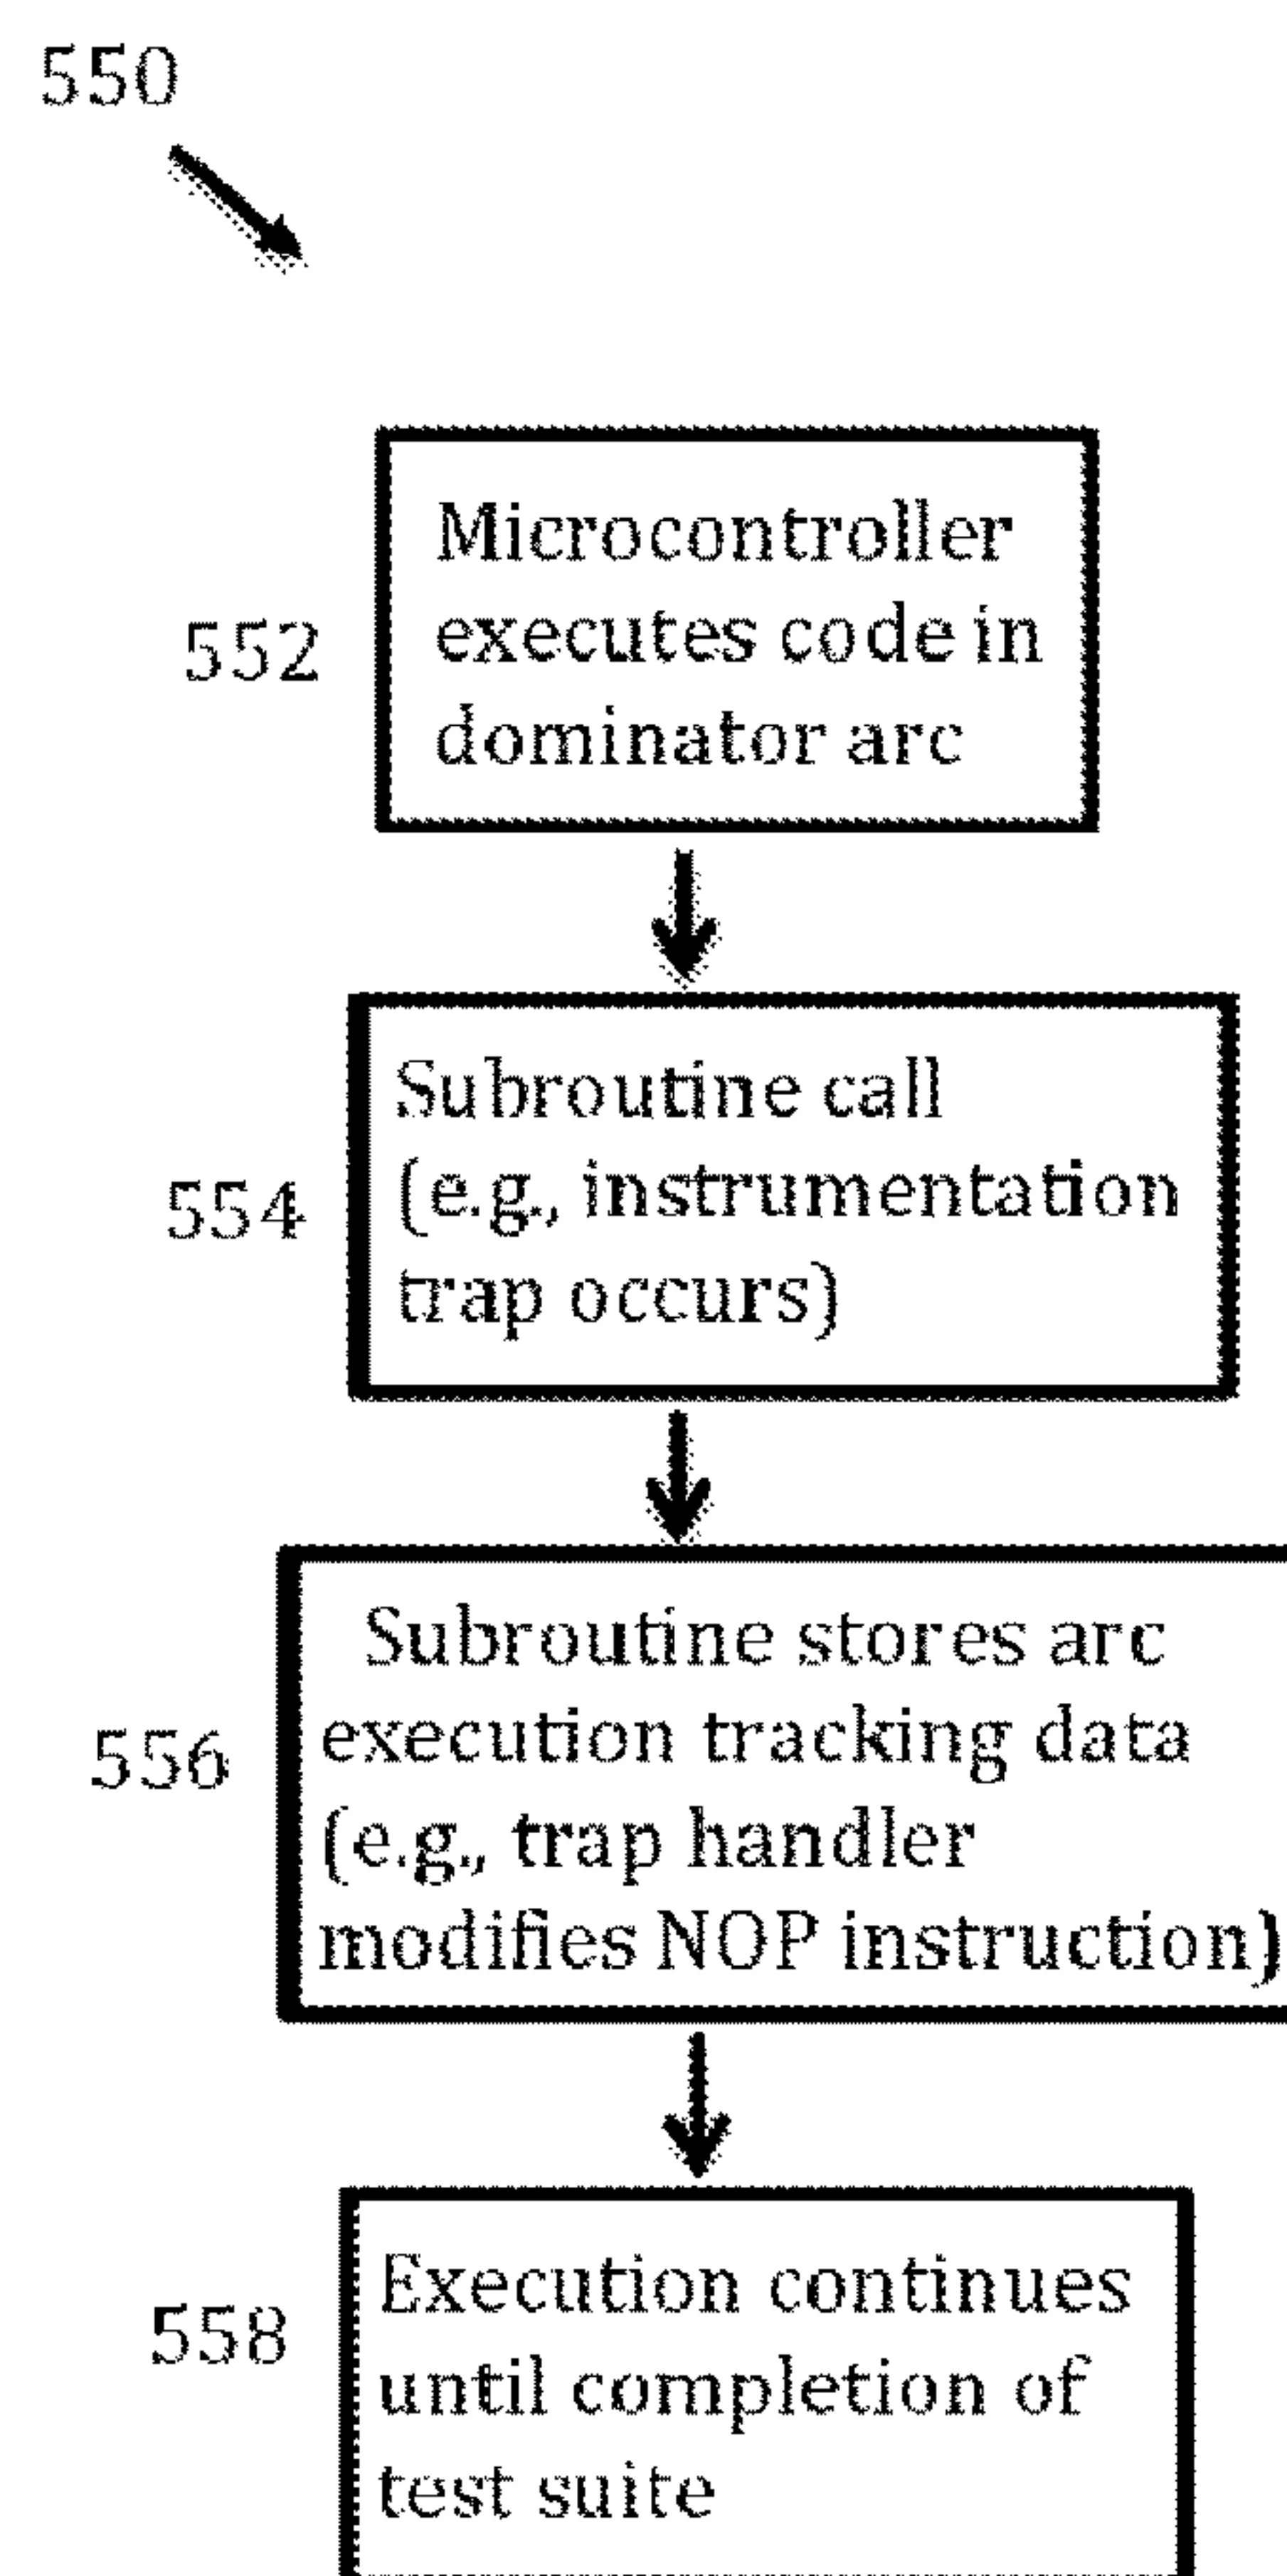 550
552
Microcontroller
executes code in
dominator arc
554
Subroutine call
(e.g., instrumentation
trap occurs)
556
Subroutine stores arc
execution tracking data
(e.g., trap handler
modifies NOP instruction)
558
Execution continues
until completion of
test suite